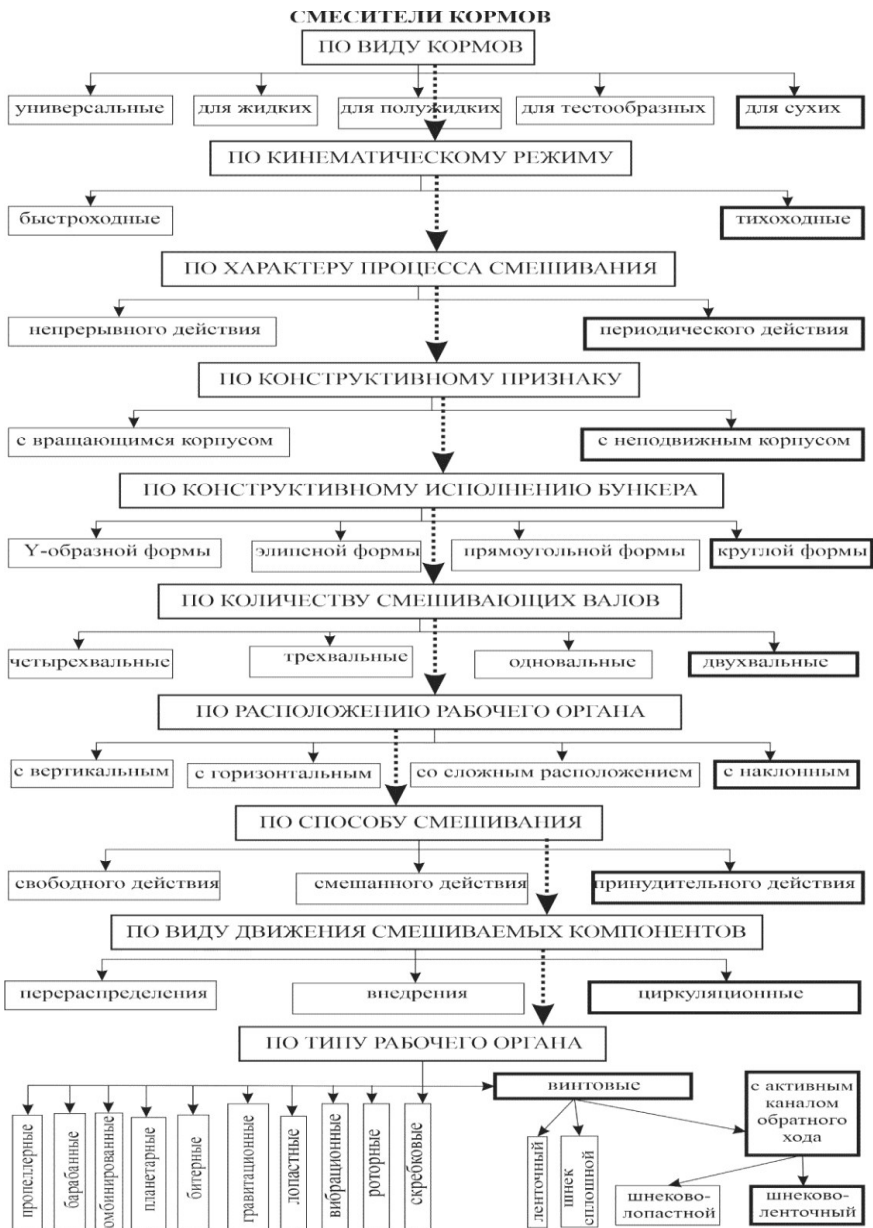 СМЕСИТЕЛИ КОРМОВ
ПО ВИДУ КОРМОВ
универсальные
для жидких
для полужидких
для тестообразных
для сухих
ПО КИНЕМАТИЧЕСКОМУ РЕЖИМУ
быстроходные
тихоходные
ПО ХАРАКТЕРУ ПРОЦЕССА СМЕШИВАНИЯ
непрерывного действия
периодического действия
ПО КОНСТРУКТИВНОМУ ПРИЗНАКУ
с вращающимся корпусом
с неподвижным корпусом
ПО КОНСТРУКТИВНОМУ ИСПОЛНЕНИЮ БУНКЕРА
Y-образной формы
элипсной формы
прямоугольной формы
круглой формы
ПО КОЛИЧЕСТВУ СМЕШИВАЮЩИХ ВАЛОВ
четырехвальные
трехвальные
одновальные
двухвальные
ПО РАСПОЛОЖЕНИЮ РАБОЧЕГО ОРГАНА
с вертикальным
с горизонтальным
со сложным расположением
с наклонным
ПО СПОСОБУ СМЕШИВАНИЯ
свободного действия
смешанного действия
принудительного действия
ПО ВИДУ ДВИЖЕНИЯ СМЕШИВАЕМЫХ КОМПОНЕНТОВ
перераспределения
внедрения
циркуляционные
ПО ТИПУ РАБОЧЕГО ОРГАНА
пропеллерные
барабанные
омбинированные
планетарные
битерные
гравитационные
лопастные
вибрационные
роторные
скребковые
винтовые
ленточный
шнек
сплошной
с активным
каналом
обратного
хода
шнеково-
лопастной
шнеково-
ленточный